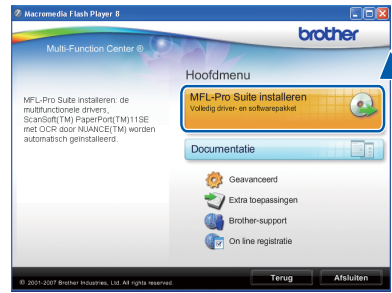 Macromedia Flash Player 8
brother
Multi-Function Center ®
Hoofdmenu
MFL-Pro Suite installeren: de
multifunctionele drivers,
ScanSoft(TM) PaperPort(TM)11SE
met OCR door NUANCE(TM) worden
automatisch geïnstalleerd.
MFL-Pro Suite installeren
Volledig driver- en softwarepakket
Documentatie
Geavanceerd
Extra toepassingen
Brother-support
On line registratie
© 2001-2007 Brother Industries, Ltd. All rights reserved.
Terug
Afsluiten